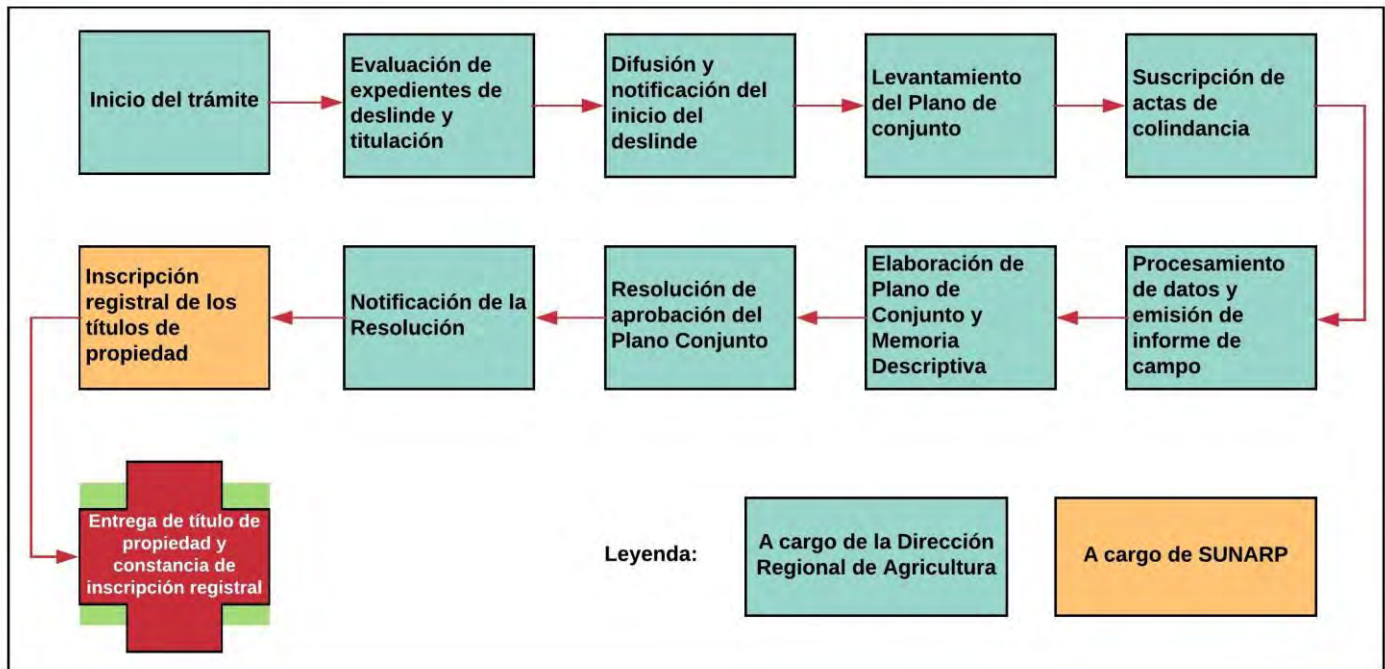 Inicio del trámite
Evaluación de
expedientes de
deslinde y
titulación
Difusión y
notificación del
inicio del
deslinde
Levantamiento
del Plano de
conjunto
Suscripción de
actas de
colindancia
Procesamiento
de datos y
emisión de
informe de
campo
Elaboración de
Plano de
Conjunto y
Memoria
Descriptiva
Resolución de
aprobación del
Plano Conjunto
Notificación de la
Resolución
Inscripción
registral de los
títulos de
propiedad
Entrega de título de
propiedad y
constancia de
inscripción registral
Leyenda:
A cargo de la Dirección
Regional de Agricultura
A cargo de SUNARP